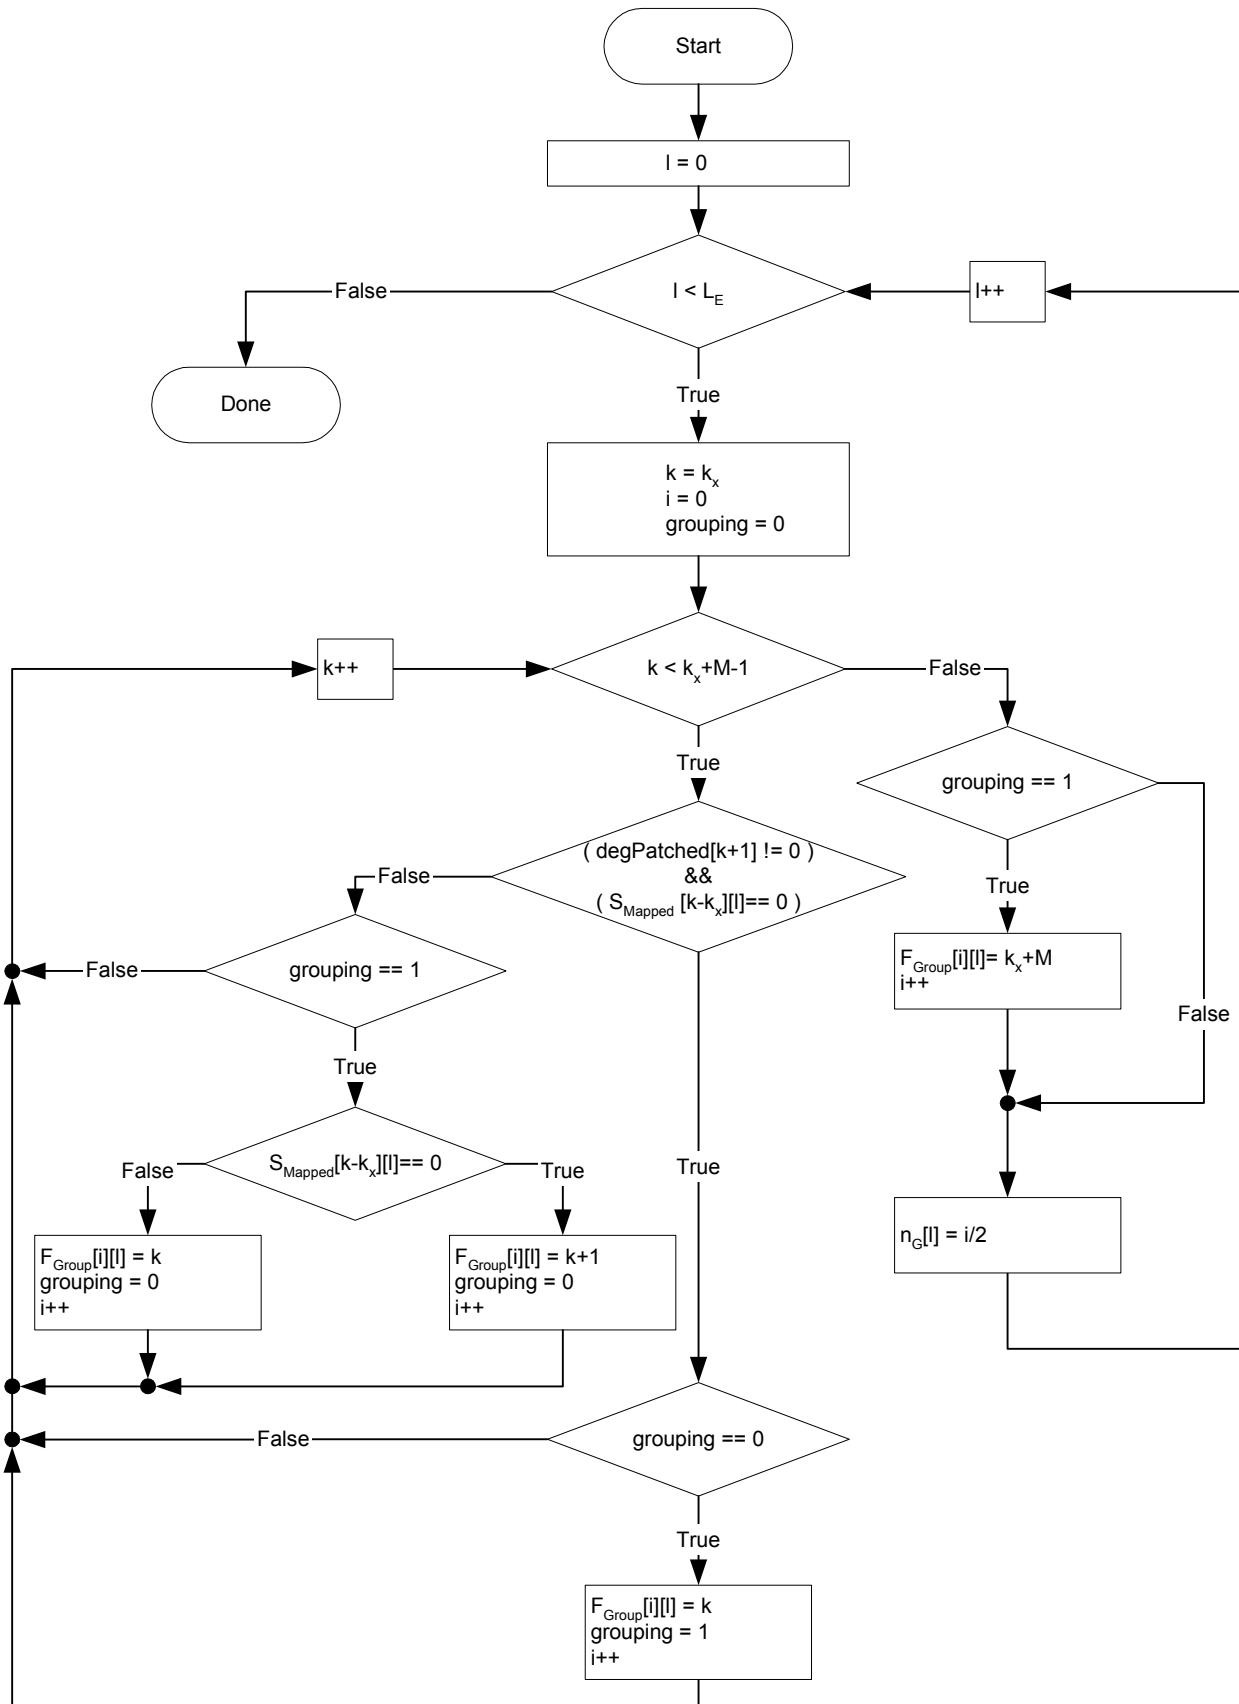 Start
l = 0
l < L_E
l++
False
Done
True
k = k_x
i = 0
grouping = 0
k++
k < k_x+M-1
False
True
grouping == 1
( degPatched[k+1] != 0 )
&&
( S_Mapped [k-k_x][l]== 0 )
False
True
F_Group[i][l]= k_x+M
i++
False
grouping == 1
False
True
S_Mapped[k-k_x][l]== 0
False
True
True
F_Group[i][l] = k
grouping = 0
i++
F_Group[i][l] = k+1
grouping = 0
i++
n_G[l] = i/2
grouping == 0
False
True
F_Group[i][l] = k
grouping = 1
i++